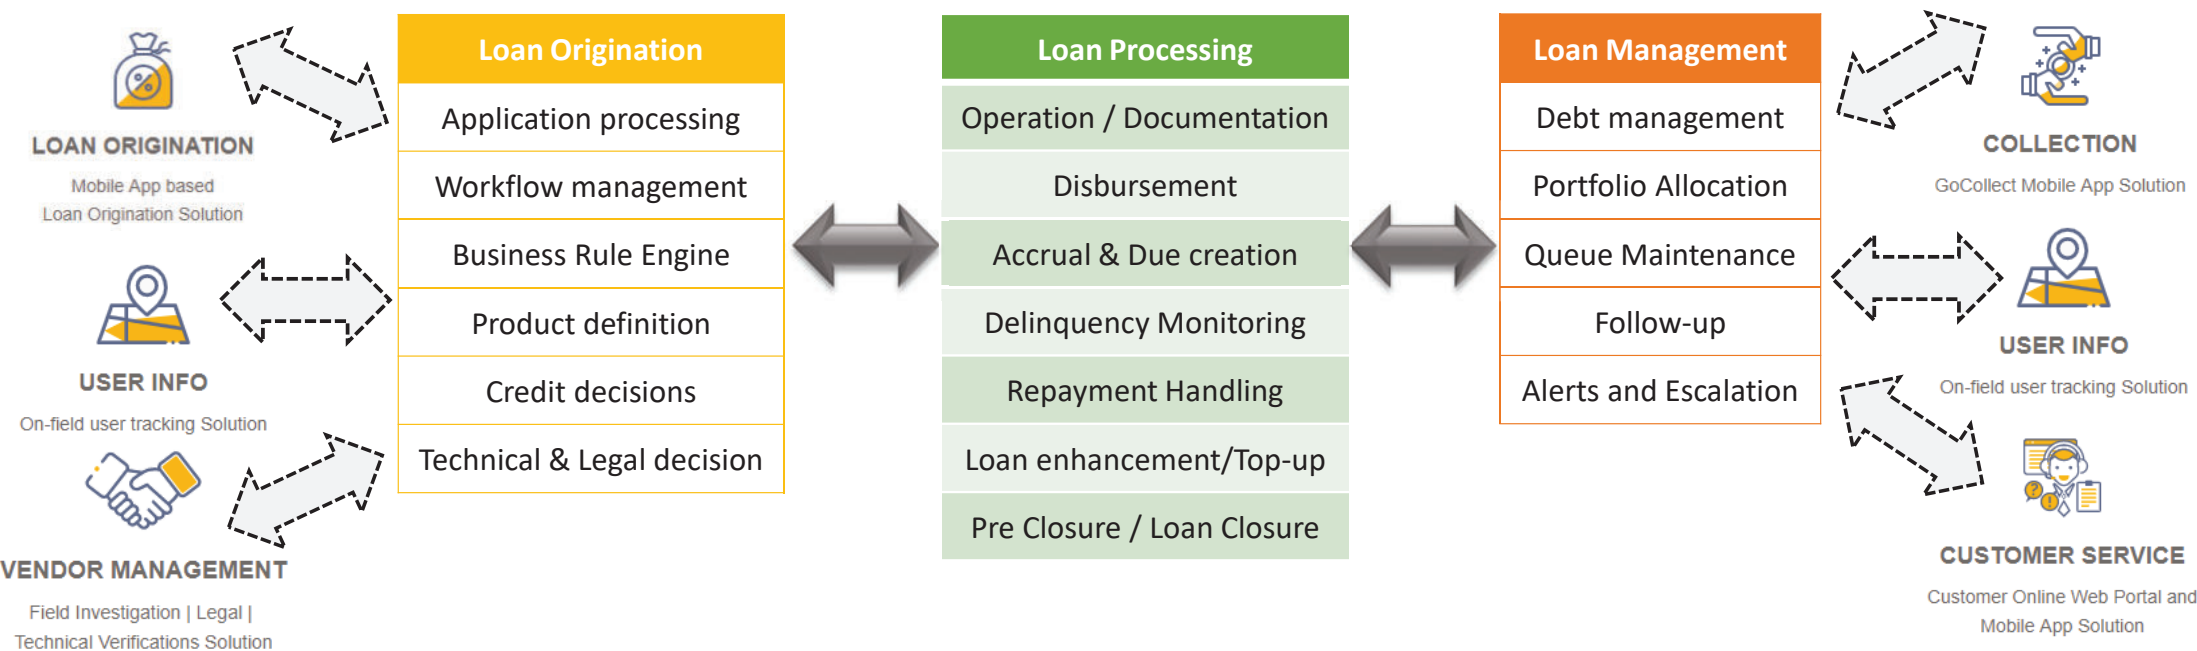 LOAN ORIGINATION
Mobile App based
Loan Origination Solution
USER INFO
On-field user tracking Solution
VENDOR MANAGEMENT
Field Investigation | Legal |
Technical Verifications Solution
Loan Origination
Application processing
Workflow management
Business Rule Engine
Product definition
Credit decisions
Technical & Legal decision
Loan Processing
Operation / Documentation
Disbursement
Accrual & Due creation
Delinquency Monitoring
Repayment Handling
Loan enhancement/Top-up
Pre Closure / Loan Closure
Loan Management
Debt management
Portfolio Allocation
Queue Maintenance
Follow-up
Alerts and Escalation
COLLECTION
GoCollect Mobile App Solution
USER INFO
On-field user tracking Solution
CUSTOMER SERVICE
Customer Online Web Portal and
Mobile App Solution